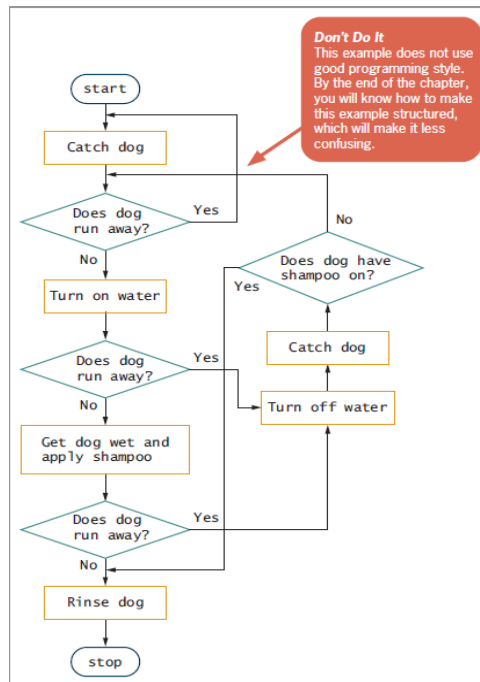 Don't Do It
This example does not use
good programming style.
By the end of the chapter,
you will know how to make
this example structured,
which will make it less
confusing.
start
Catch dog
Does dog
run away?
Yes
No
No
Does dog have
shampoo on?
Yes
Turn on water
Catch dog
Does dog
run away?
Yes
No
Turn off water
Get dog wet and
apply shampoo
Does dog
run away?
Yes
No
Rinse dog
stop